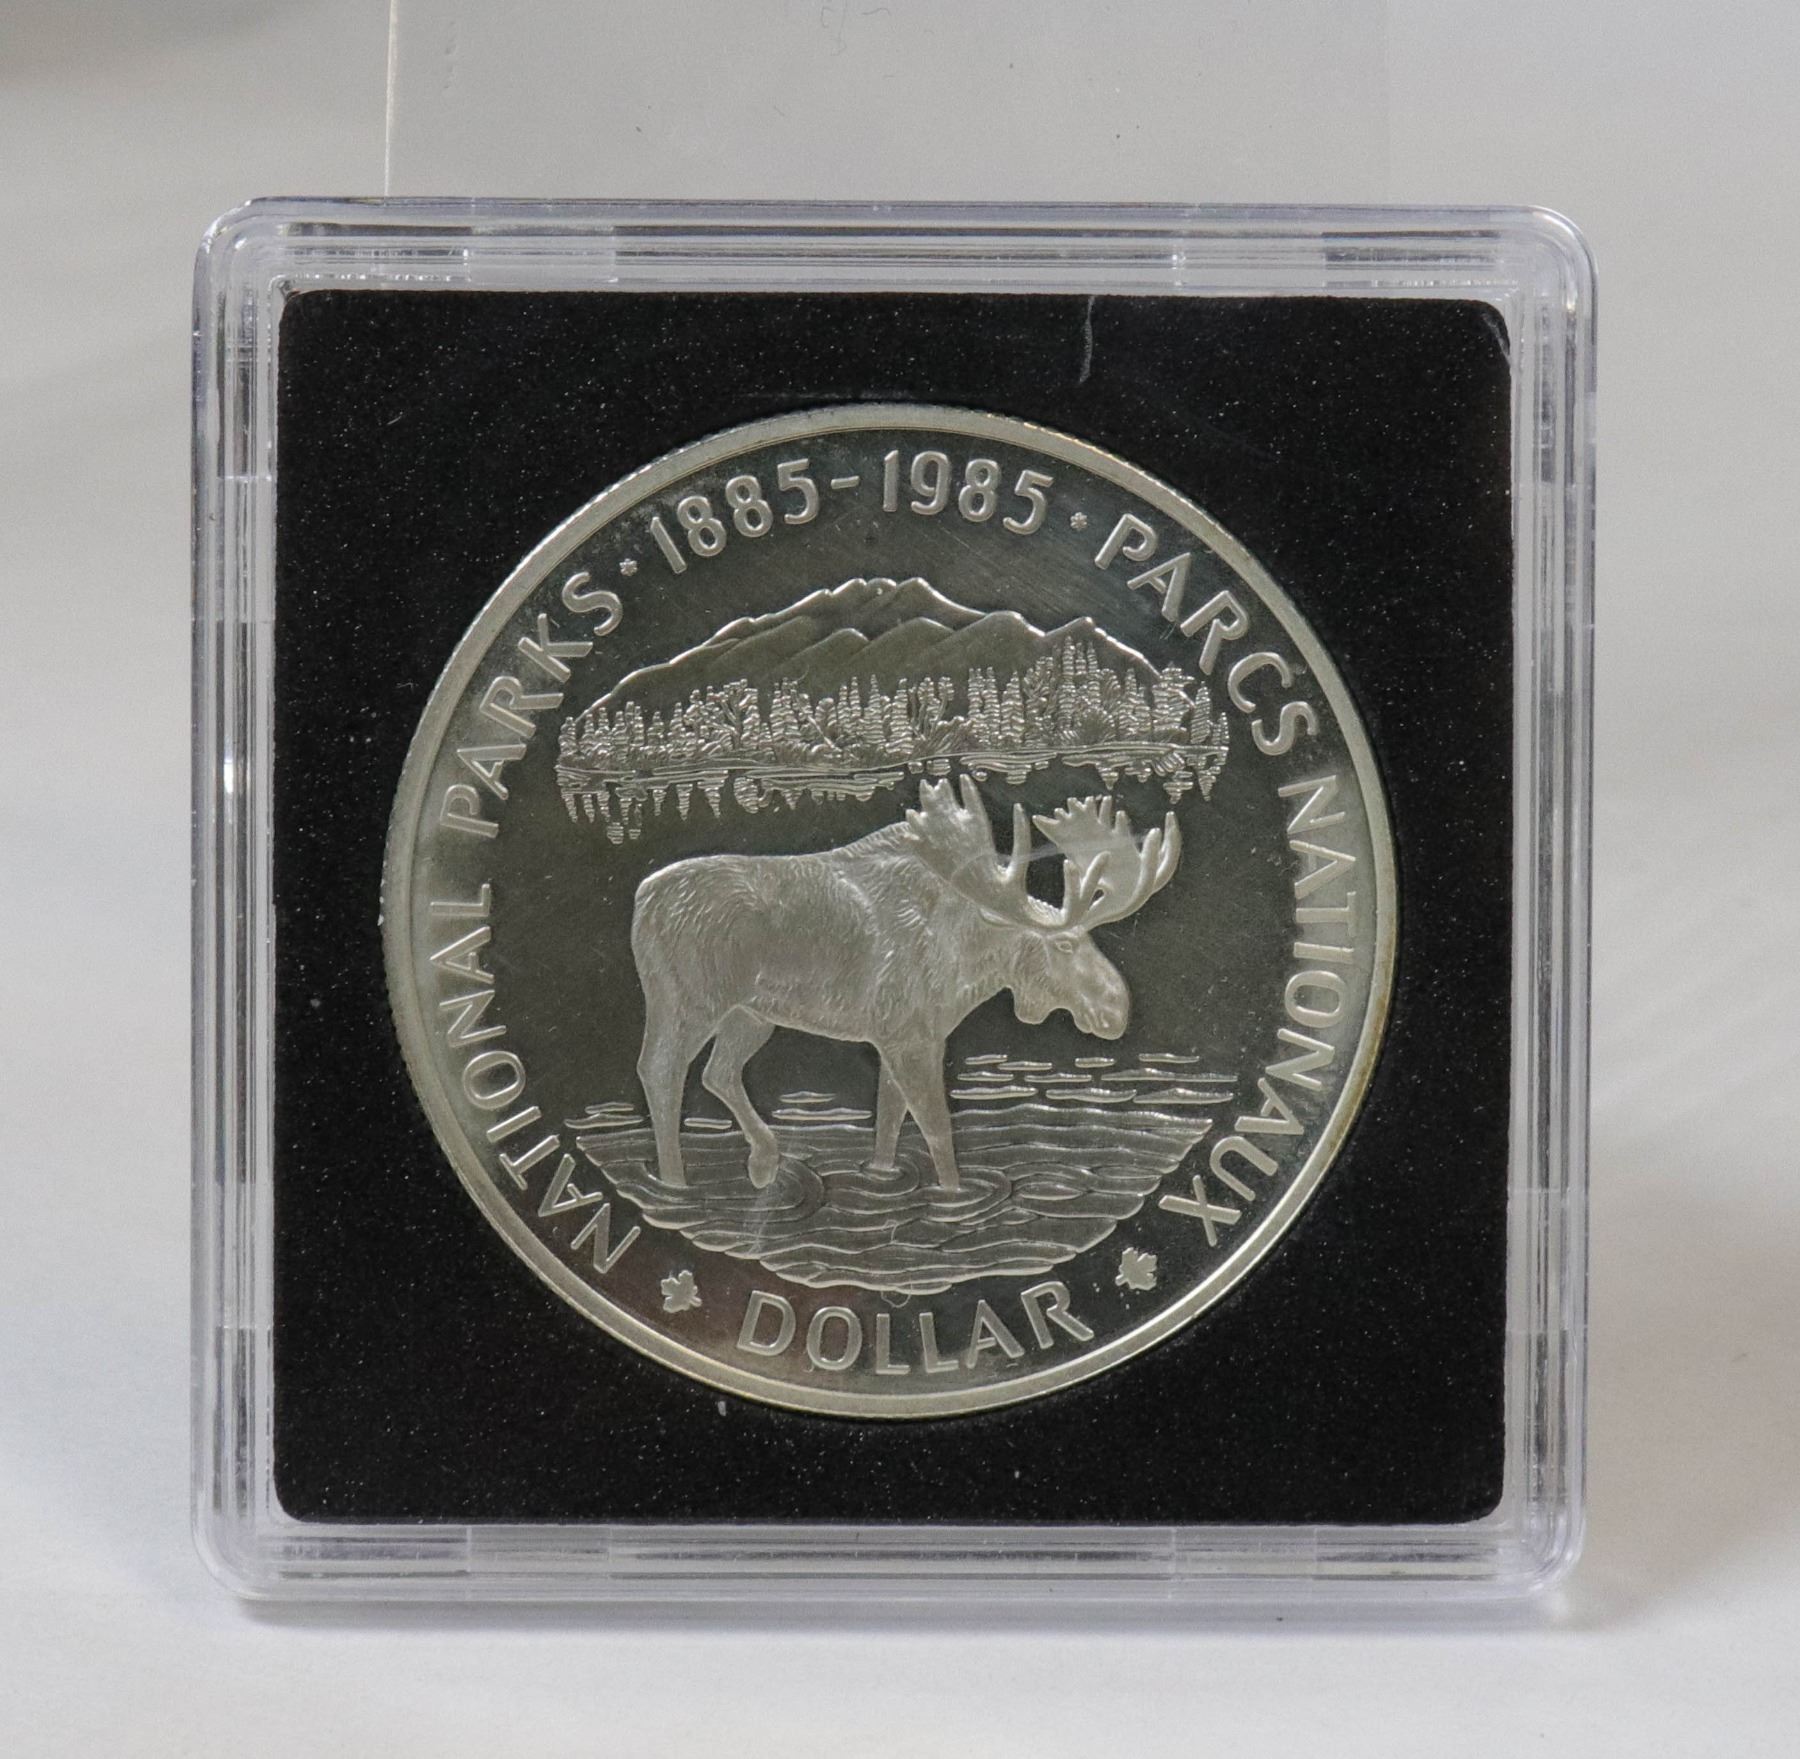 NATIONAL PARKS · 1885-1985 · PARCS NATIONAUX
DOLLAR